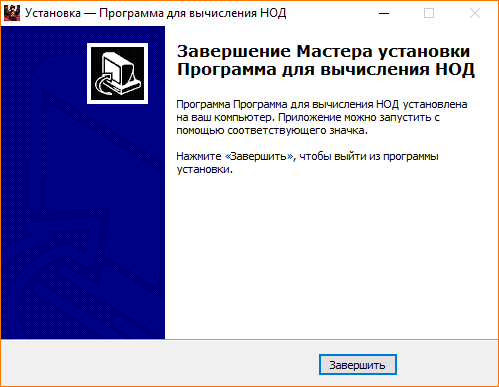 Установка — Программа для вычисления НОД
Завершение Мастера установки
Программа для вычисления НОД
Программа Программа для вычисления НОД установлена
на ваш компьютер. Приложение можно запустить с
помощью соответствующего значка.
Нажмите «Завершить», чтобы выйти из программы
установки.
Завершить